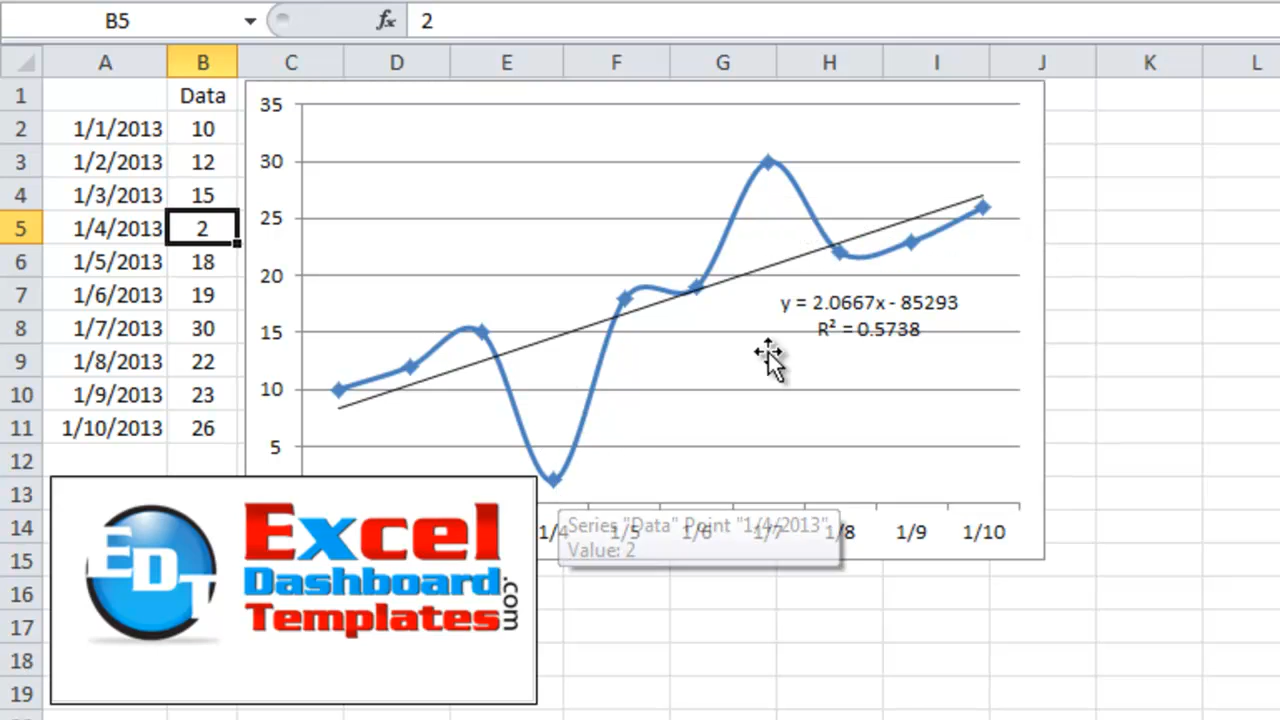 B5 fx 2
A B C D E F G H I J K L
1 Data
2 1/1/2013 10
3 1/2/2013 12
4 1/3/2013 15
5 1/4/2013 2
6 1/5/2013 18
7 1/6/2013 19
8 1/7/2013 30
9 1/8/2013 22
10 1/9/2013 23
11 1/10/2013 26
12
13
14
15
16
17
18
19
35
30
25
20
15
10
5
y = 2.0667x - 85293
R² = 0.5738
1/4 1/5 1/6 1/7 1/8 1/9 1/10
Series "Data" Point "1/4/2013"
Value: 2
EDT
Excel
Dashboard
Templates
.com